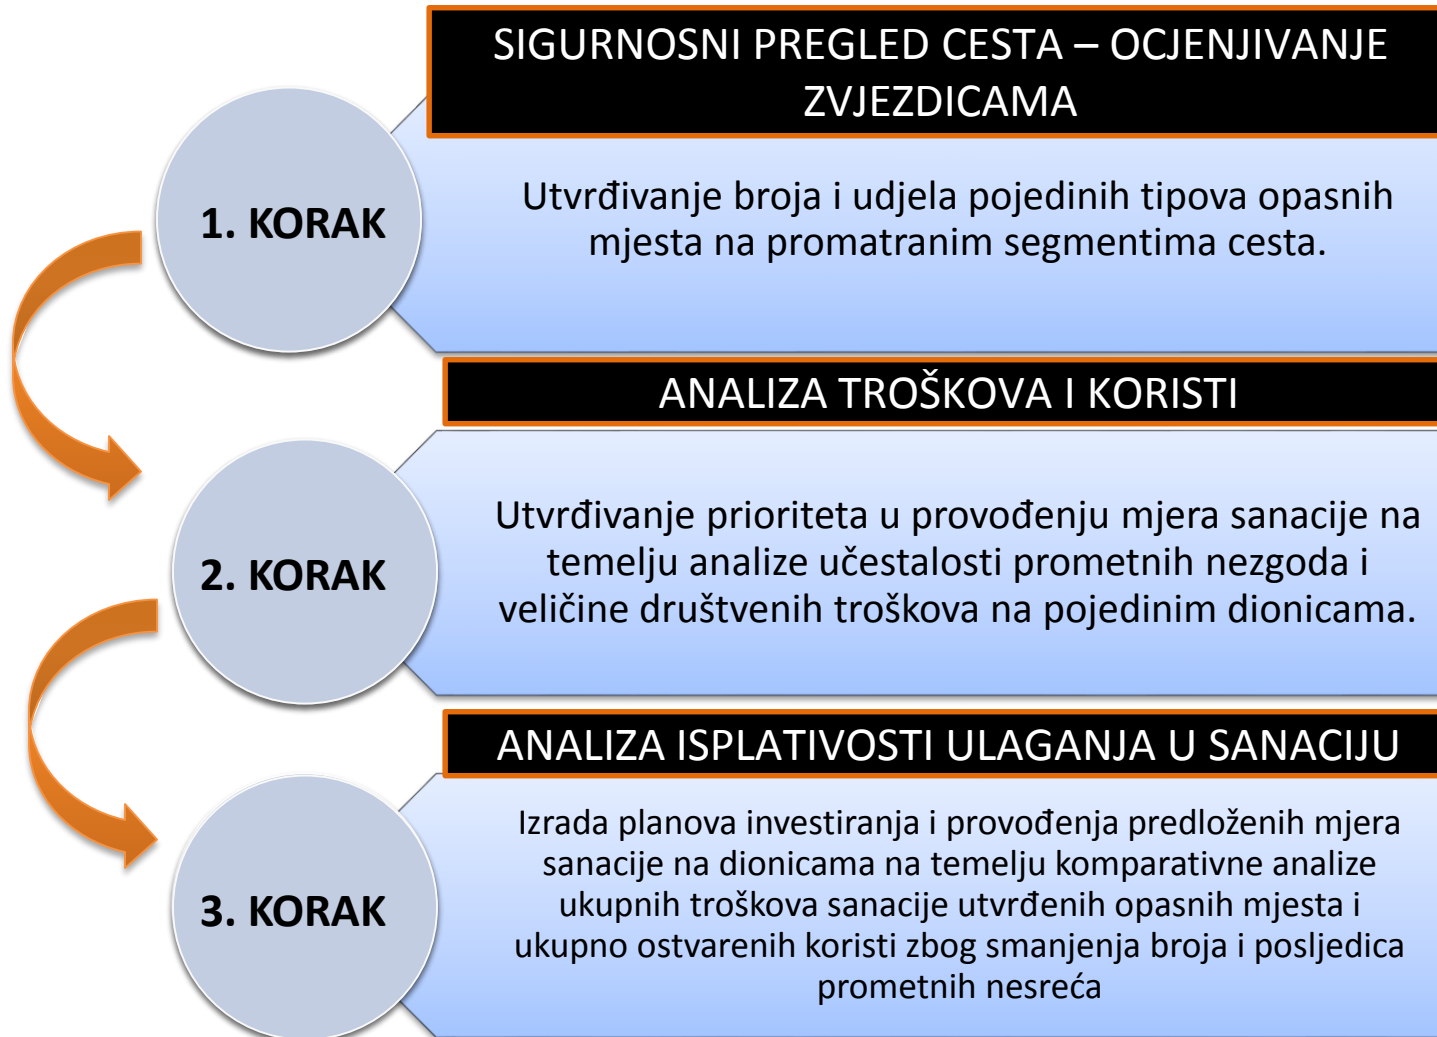 SIGURNOSNI PREGLED CESTA – OCJENJIVANJE
ZVJEZDICAMA
1. KORAK
Utvrđivanje broja i udjela pojedinih tipova opasnih
mjesta na promatranim segmentima cesta.
ANALIZA TROŠKOVA I KORISTI
2. KORAK
Utvrđivanje prioriteta u provođenju mjera sanacije na
temelju analize učestalosti prometnih nezgoda i
veličine društvenih troškova na pojedinim dionicama.
ANALIZA ISPLATIVOSTI ULAGANJA U SANACIJU
3. KORAK
Izrada planova investiranja i provođenja predloženih mjera
sanacije na dionicama na temelju komparativne analize
ukupnih troškova sanacije utvrđenih opasnih mjesta i
ukupno ostvarenih koristi zbog smanjenja broja i posljedica
prometnih nesreća